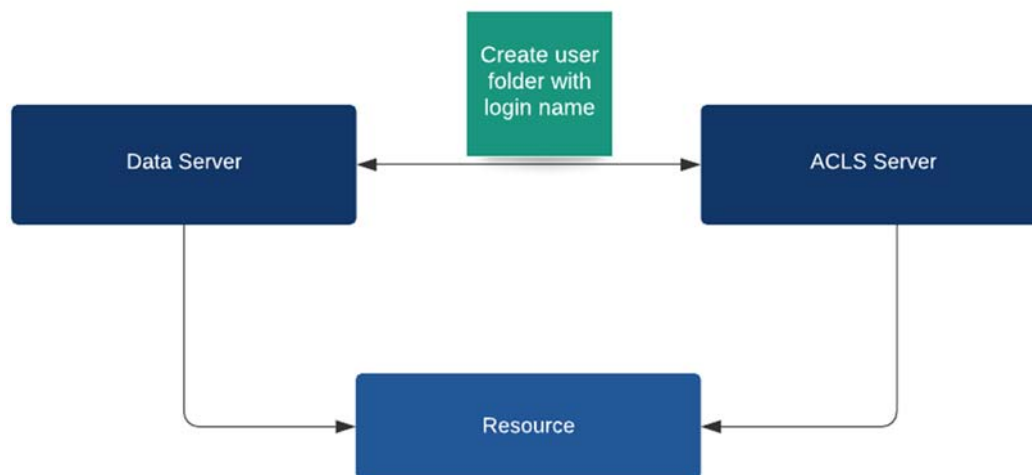 Create user
folder with
login name
Data Server
ACLS Server
Resource